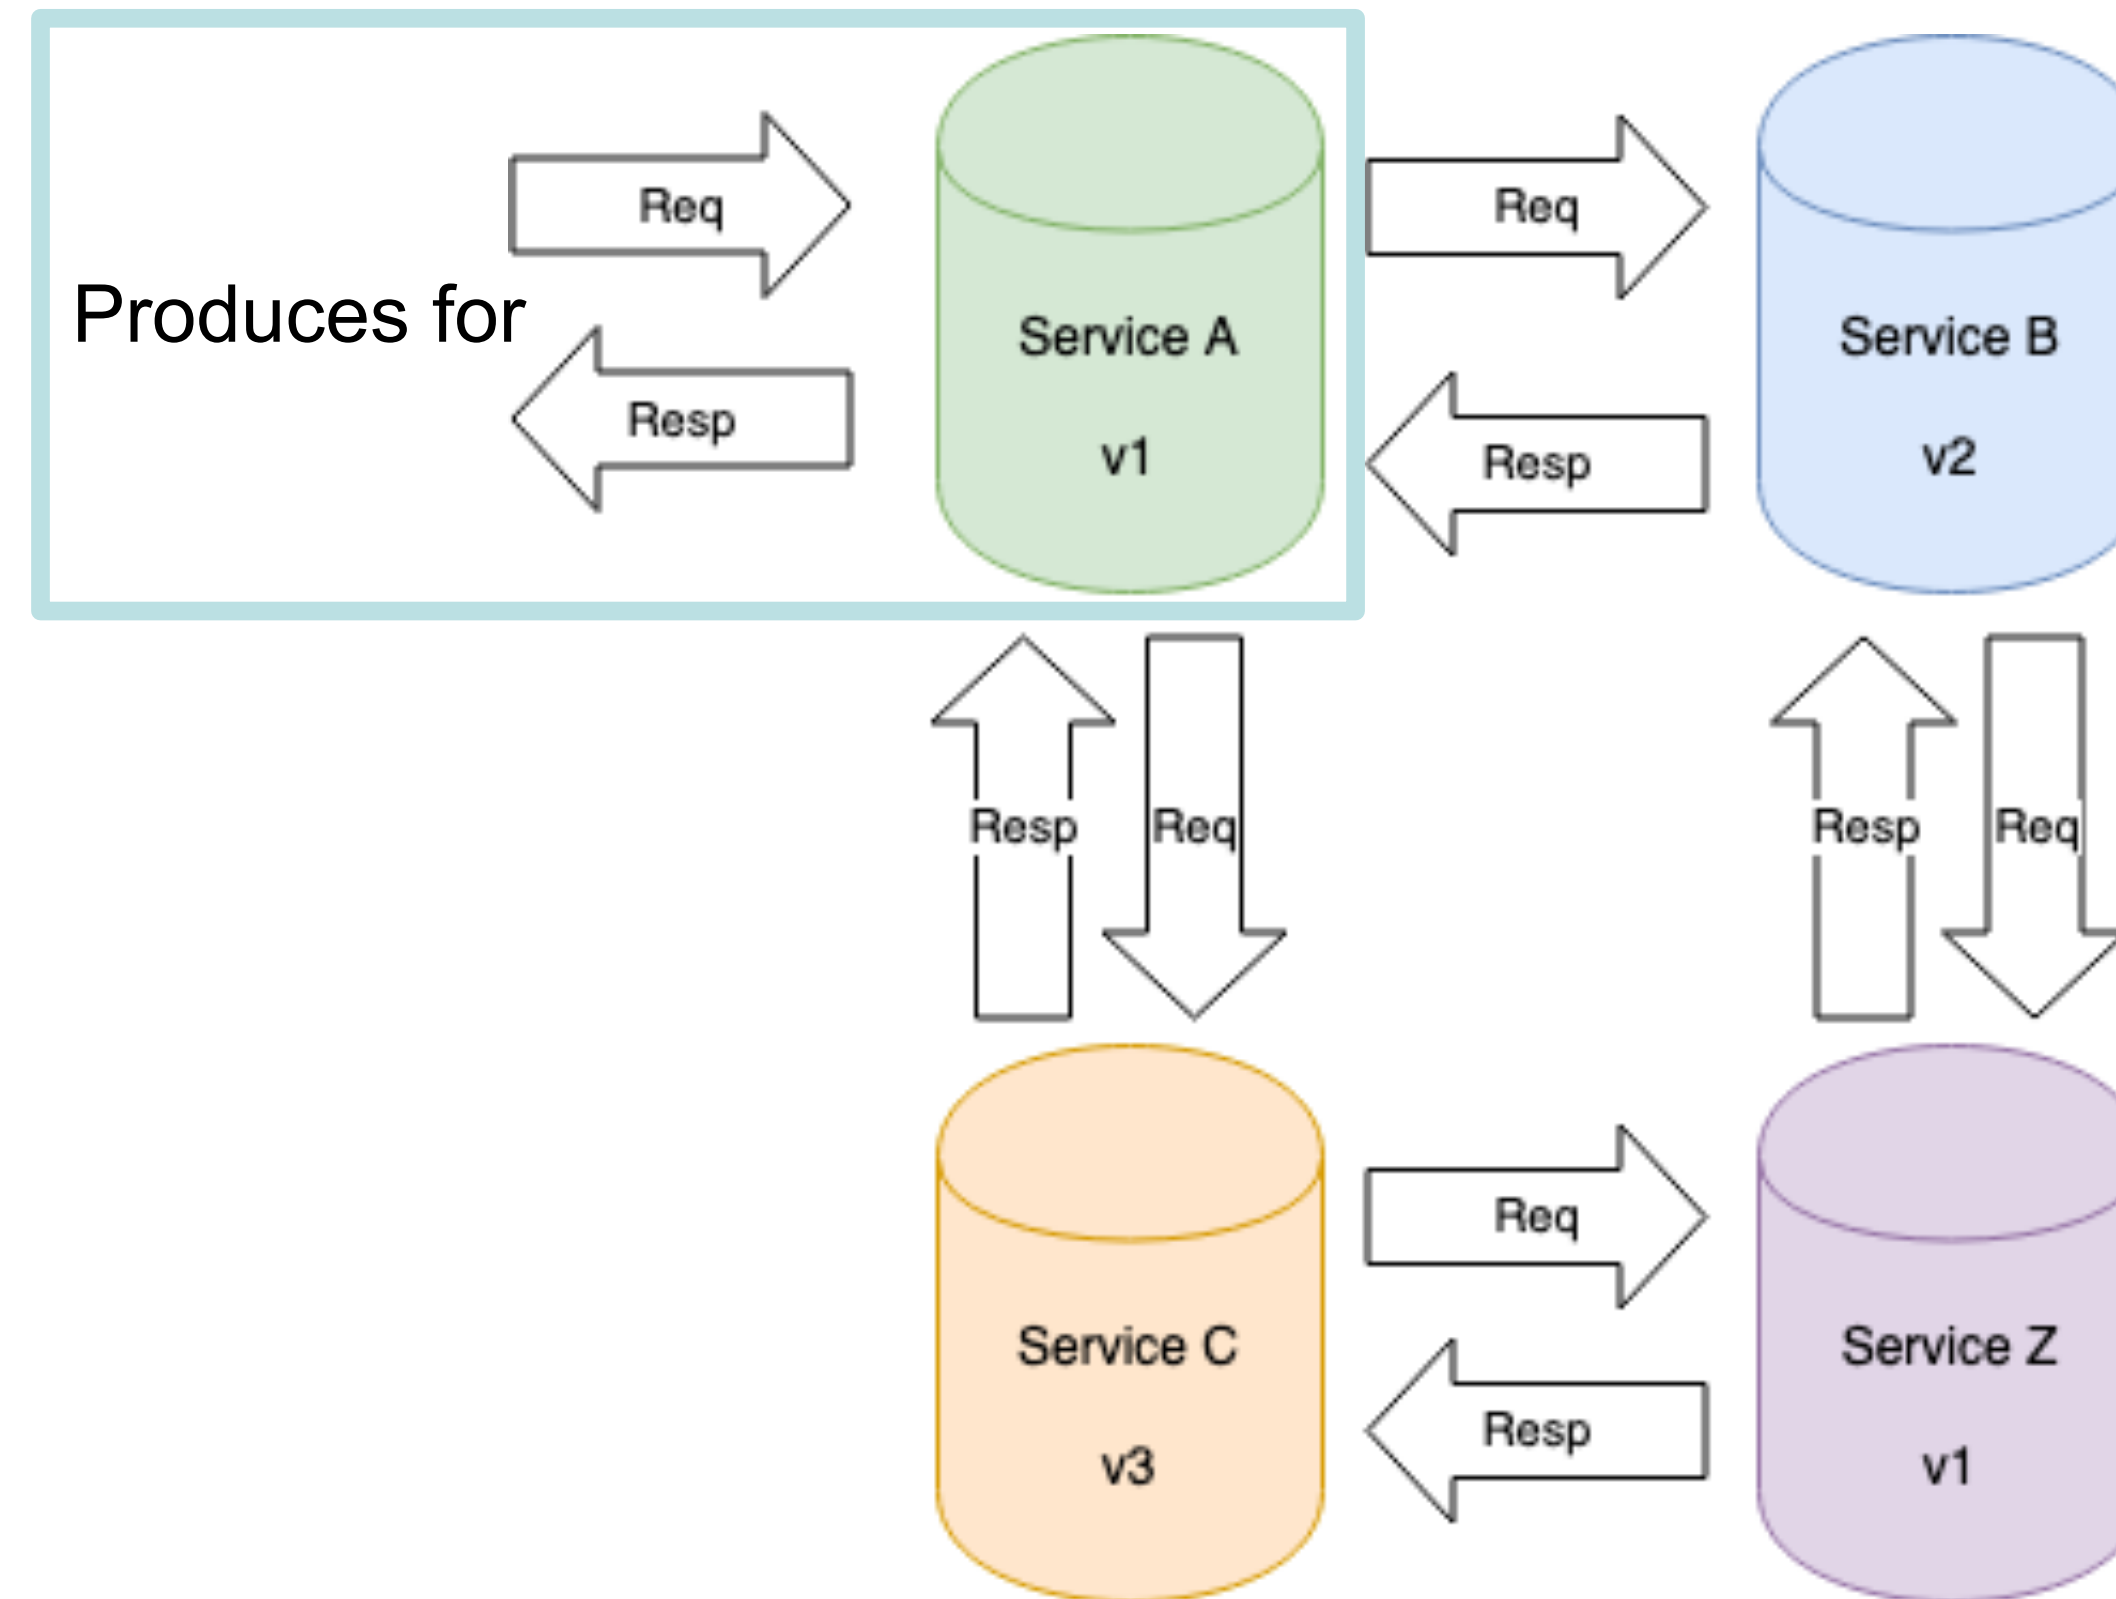 Req
Req
Produces for
Service A
Service B
Resp
v1
Resp
v2
Resp
Req
Resp
Req
Req
Service C
Service Z
Resp
v3
v1